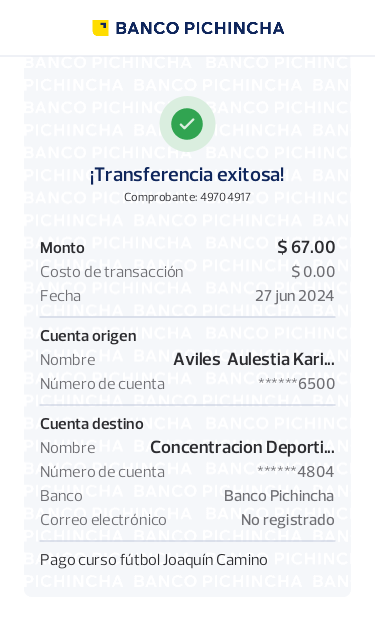 BANCO PICHINCHA
¡Transferencia exitosa!
Comprobante: 49704917
Monto $ 67.00
Costo de transacción $ 0.00
Fecha 27 jun 2024
Cuenta origen
Nombre Aviles Aulestia Kari...
Número de cuenta ******6500
Cuenta destino
Nombre Concentracion Deporti...
Número de cuenta ******4804
Banco Banco Pichincha
Correo electrónico No registrado
Pago curso fútbol Joaquín Camino